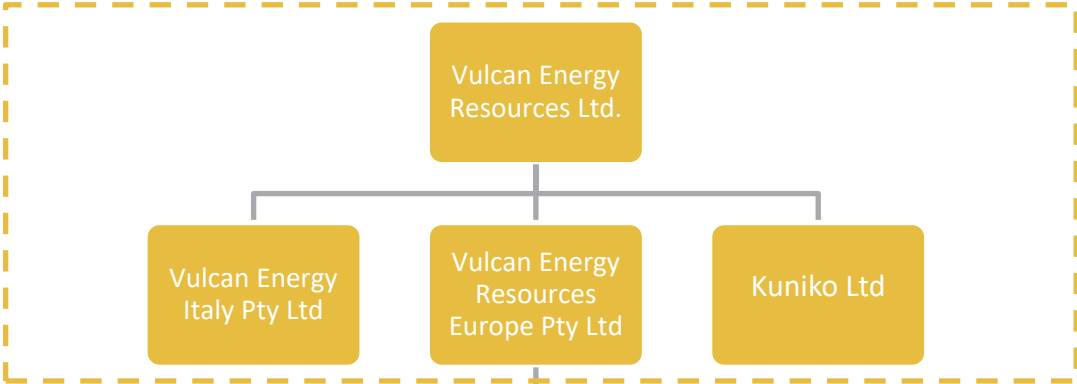 Vulcan Energy
Resources Ltd.
Vulcan Energy
Italy Pty Ltd
Vulcan Energy
Resources
Europe Pty Ltd
Kuniko Ltd